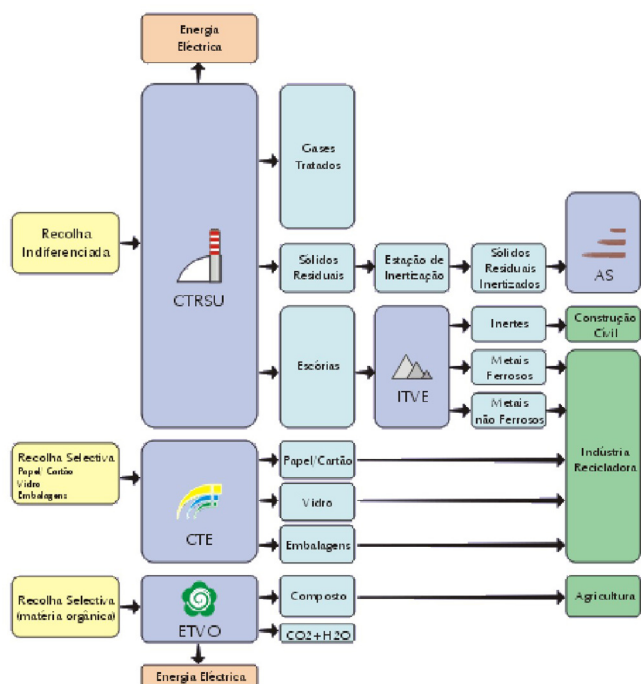 Energia
Eléctrica
Gases
Tratados
Recolha
Indiferenciada
CTRSU
Sólidos
Residuais
Estação de
Inertização
Sólidos
Residuais
Inertizados
AS
Escórias
ITVE
Inertes
Construção
Civil
Metais
Ferrosos
Metais
não Ferrosos
Indústria
Recicladora
Recolha Selectiva
Papel/ Cartão
Vidro
Embalagens
CTE
Papel/Cartão
Vidro
Embalagens
Recolha Selectiva
(matéria orgânica)
ETVO
Composto
CO2+H2O
Agricultura
Energia Eléctrica